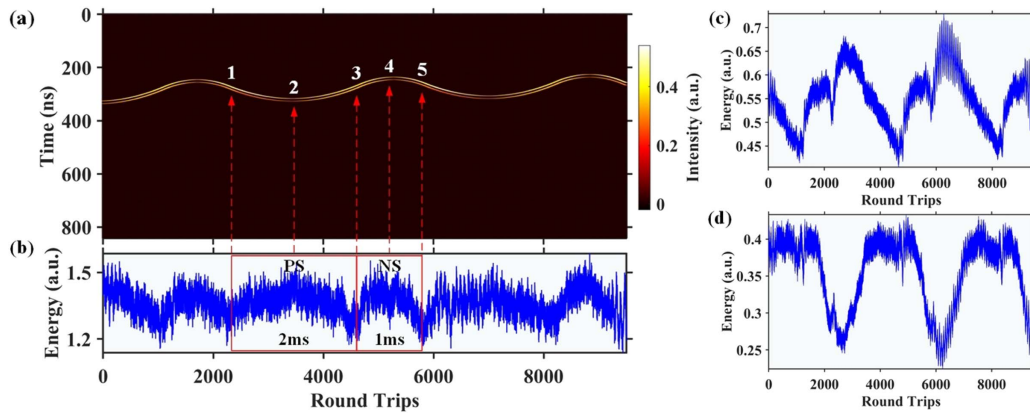 (a)
0
200
400
600
800
Time (ns)
1
2
3
4
5
0.4
0.2
0
Intensity (a.u.)
(b)
1.5
1.2
Energy (a.u.)
PS
NS
2ms
1ms
0
2000
4000
6000
8000
Round Trips
(c)
0.7
0.65
0.6
0.55
0.5
0.45
Energy (a.u.)
0
2000
4000
6000
8000
Round Trips
(d)
0.4
0.35
0.3
0.25
Energy (a.u.)
0
2000
4000
6000
8000
Round Trips